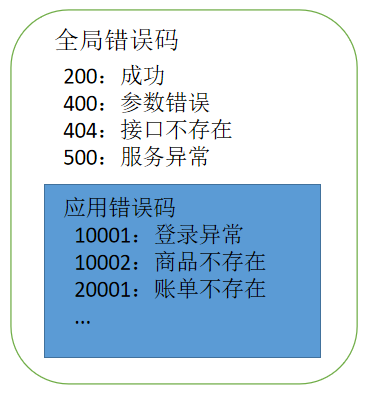 全局错误码
200：成功
400：参数错误
404：接口不存在
500：服务异常
应用错误码
10001：登录异常
10002：商品不存在
20001：账单不存在
...